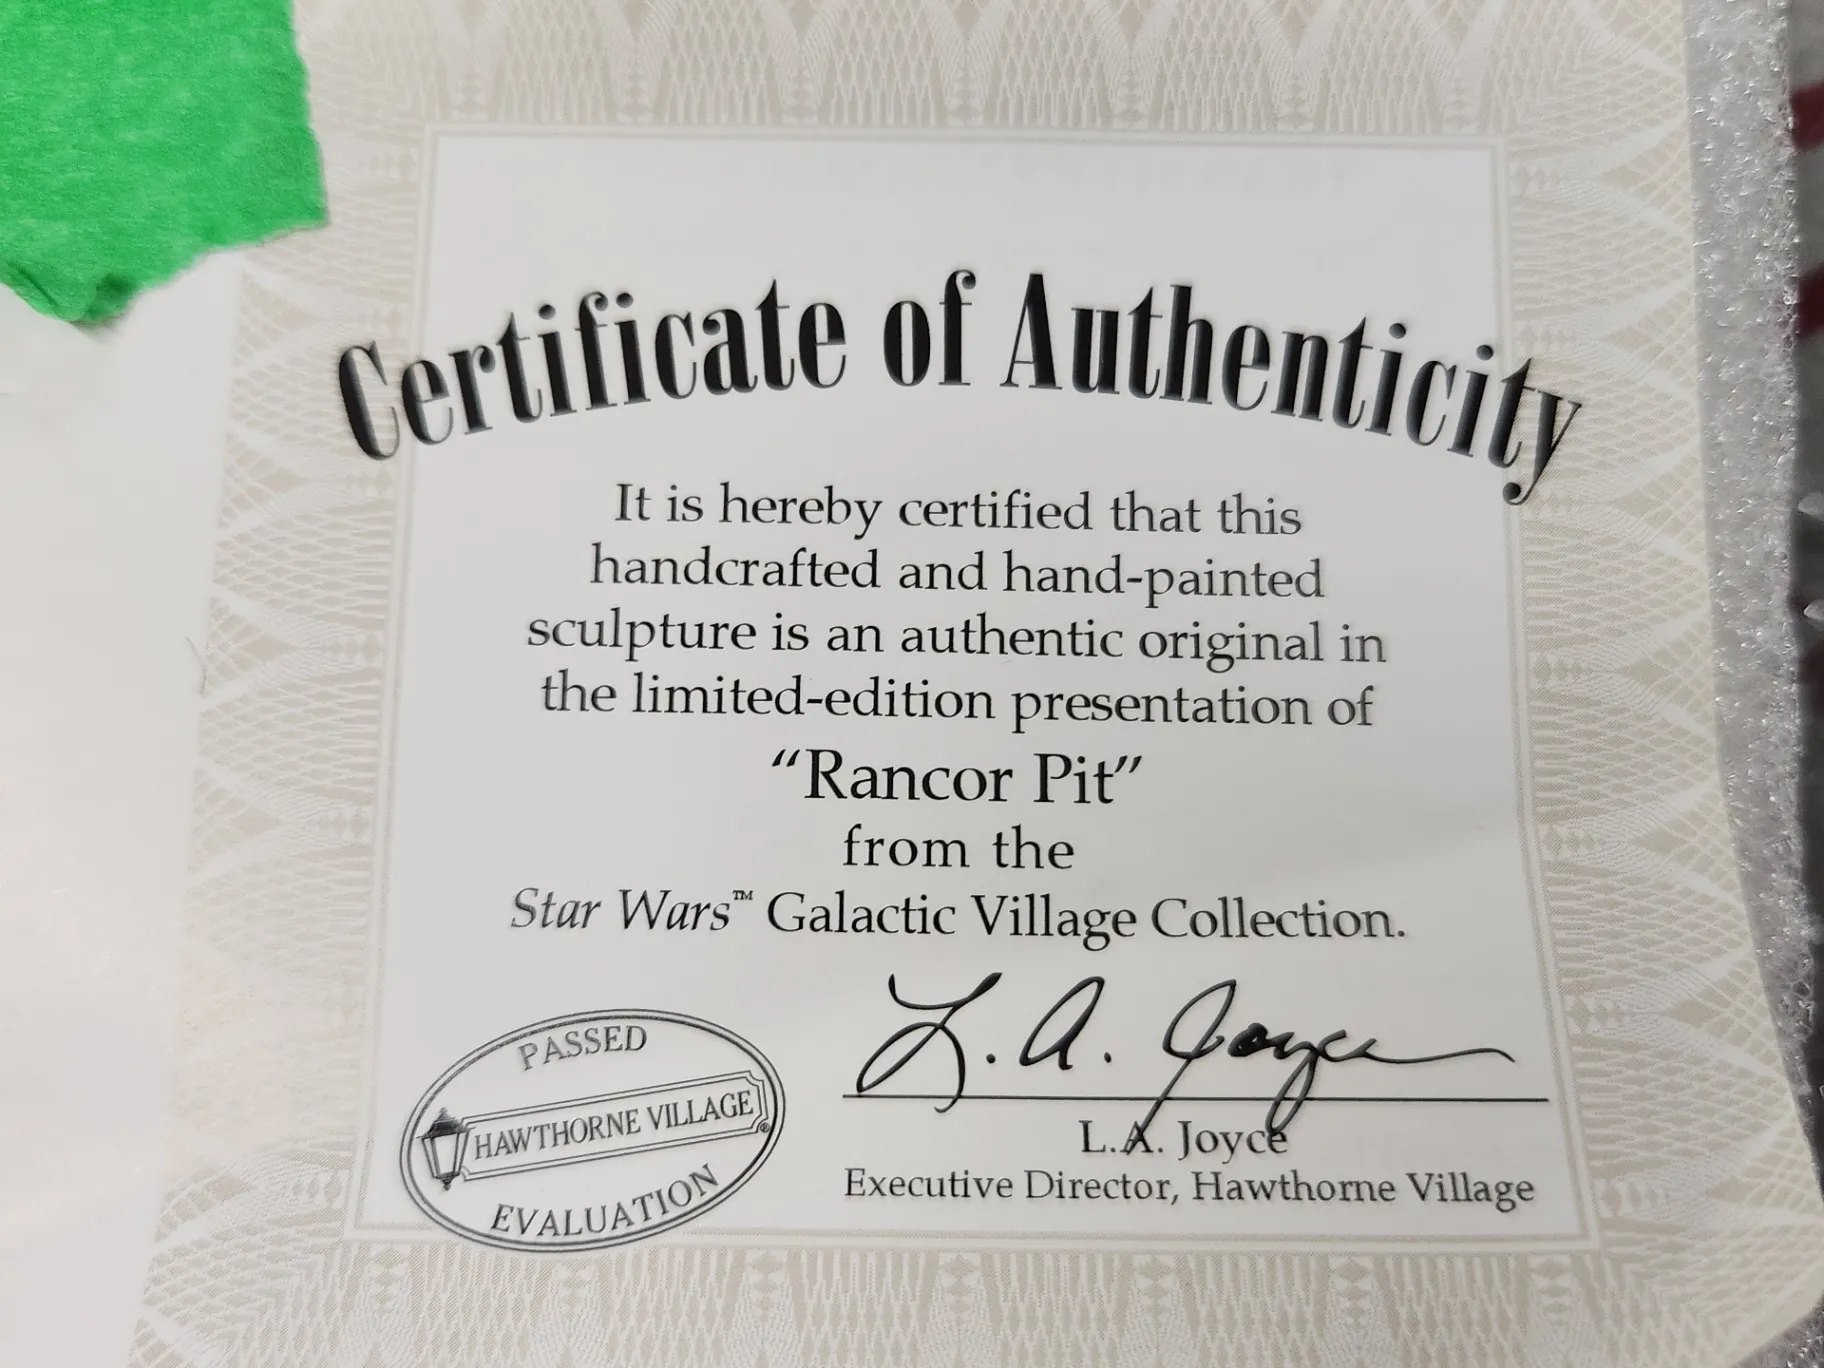 Certificate of Authenticity
It is hereby certified that this
handcrafted and hand-painted
sculpture is an authentic original in
the limited-edition presentation of
“Rancor Pit”
from the
Star Wars™ Galactic Village Collection.
L. A. Joyce
L.A. Joyce
Executive Director, Hawthorne Village
PASSED
HAWTHORNE VILLAGE®
EVALUATION